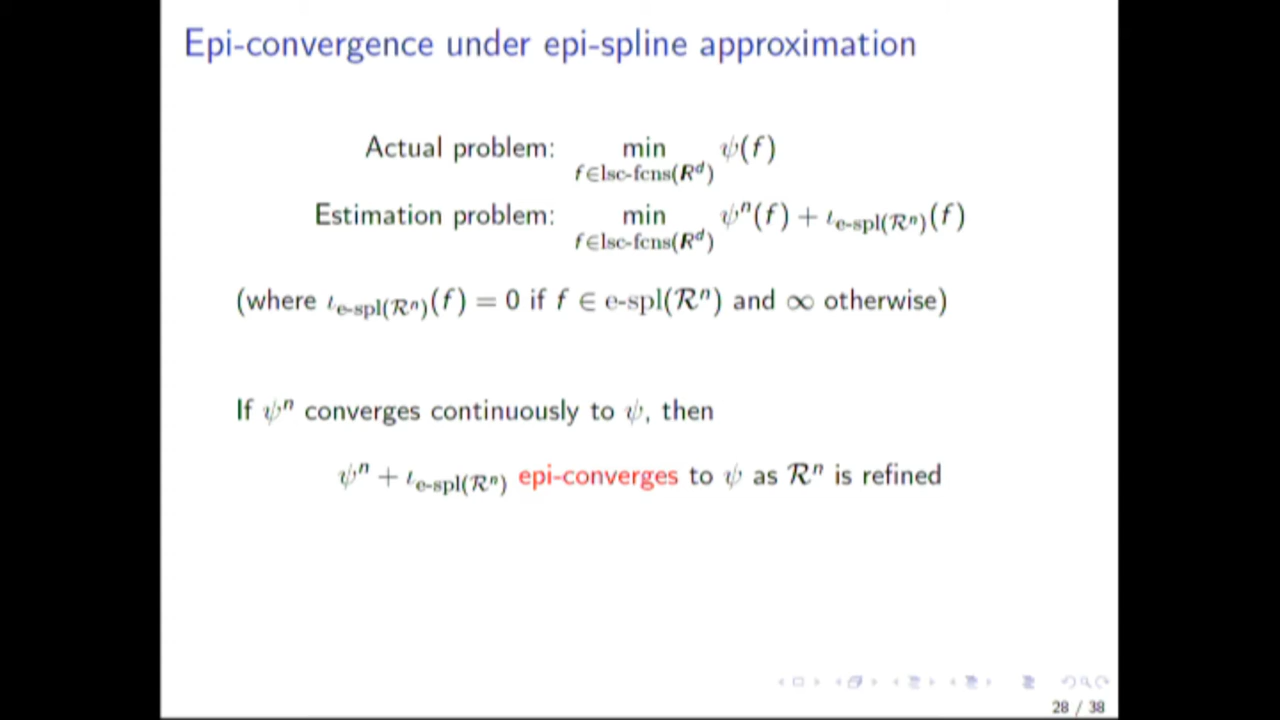 Epi-convergence under epi-spline approximation
Actual problem: min_{f∈lsc-fcns(R^d)} ψ(f)
Estimation problem: min_{f∈lsc-fcns(R^d)} ψ^n(f) + ι_{e-spl(ℛ^n)}(f)
(where ι_{e-spl(ℛ^n)}(f) = 0 if f ∈ e-spl(ℛ^n) and ∞ otherwise)
If ψ^n converges continuously to ψ, then
ψ^n + ι_{e-spl(ℛ^n)} epi-converges to ψ as ℛ^n is refined
28 / 38